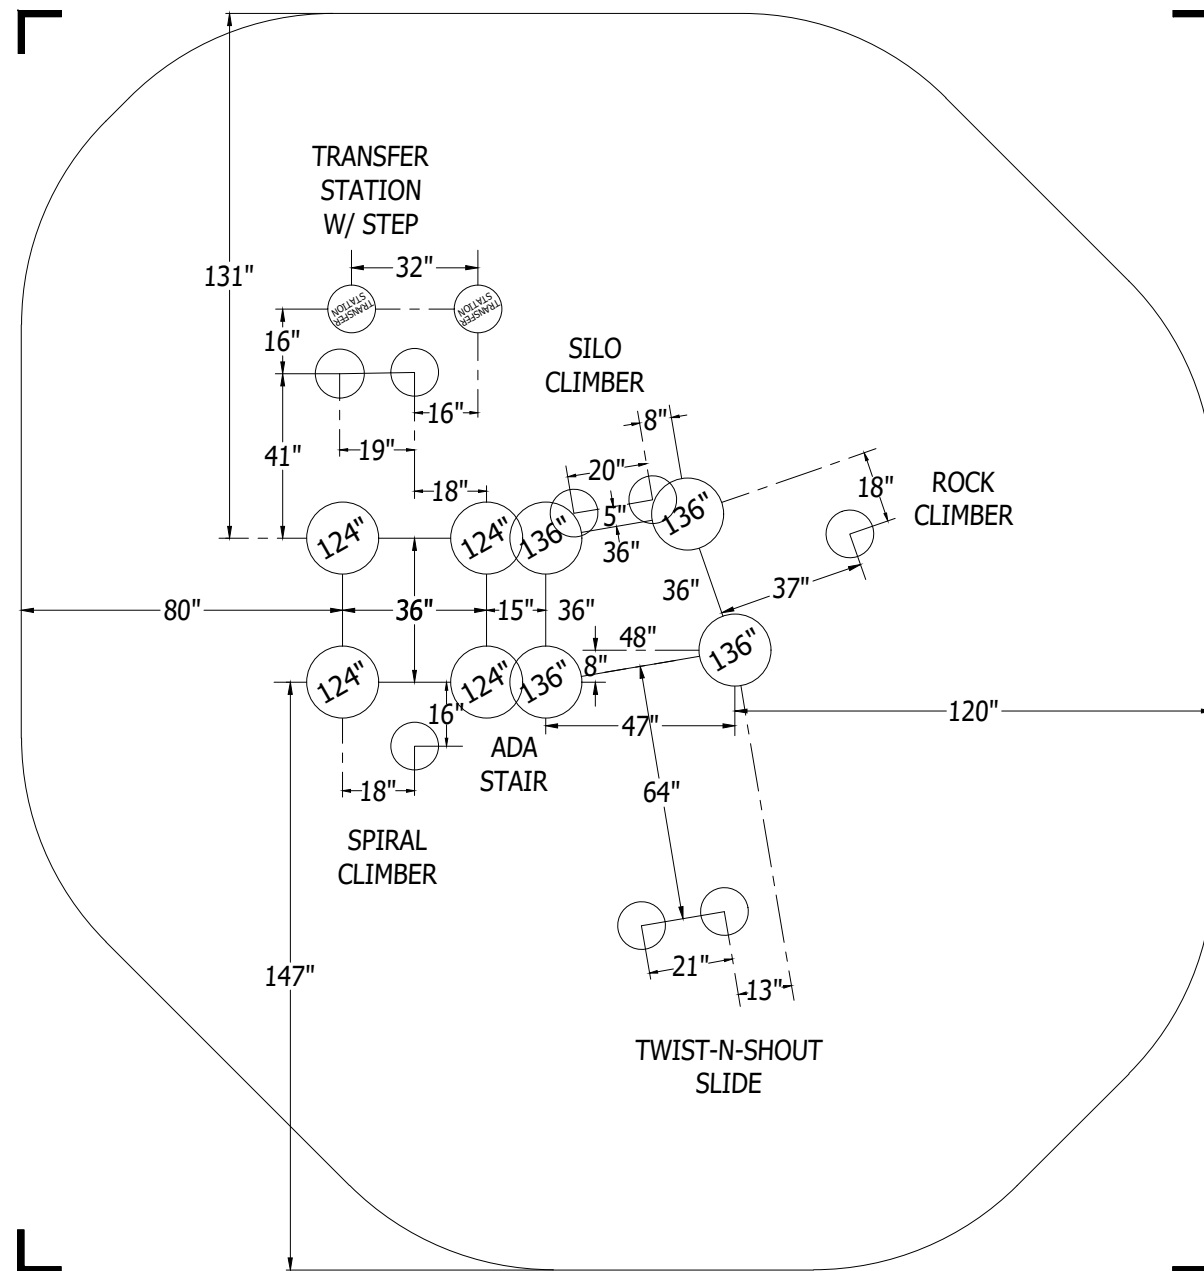 TRANSFER
STATION
W/ STEP
131"
32"
TRANSFER
STATION
TRANSFER
STATION
16"
SILO
CLIMBER
16"
8"
19"
41"
20"
18"
18"
ROCK
CLIMBER
124"
124"
136"
5"
136"
36"
36"
37"
80"
36"
15"
36"
48"
8"
136"
124"
124"
136"
16"
47"
120"
ADA
STAIR
18"
64"
SPIRAL
CLIMBER
147"
21"
13"
TWIST-N-SHOUT
SLIDE